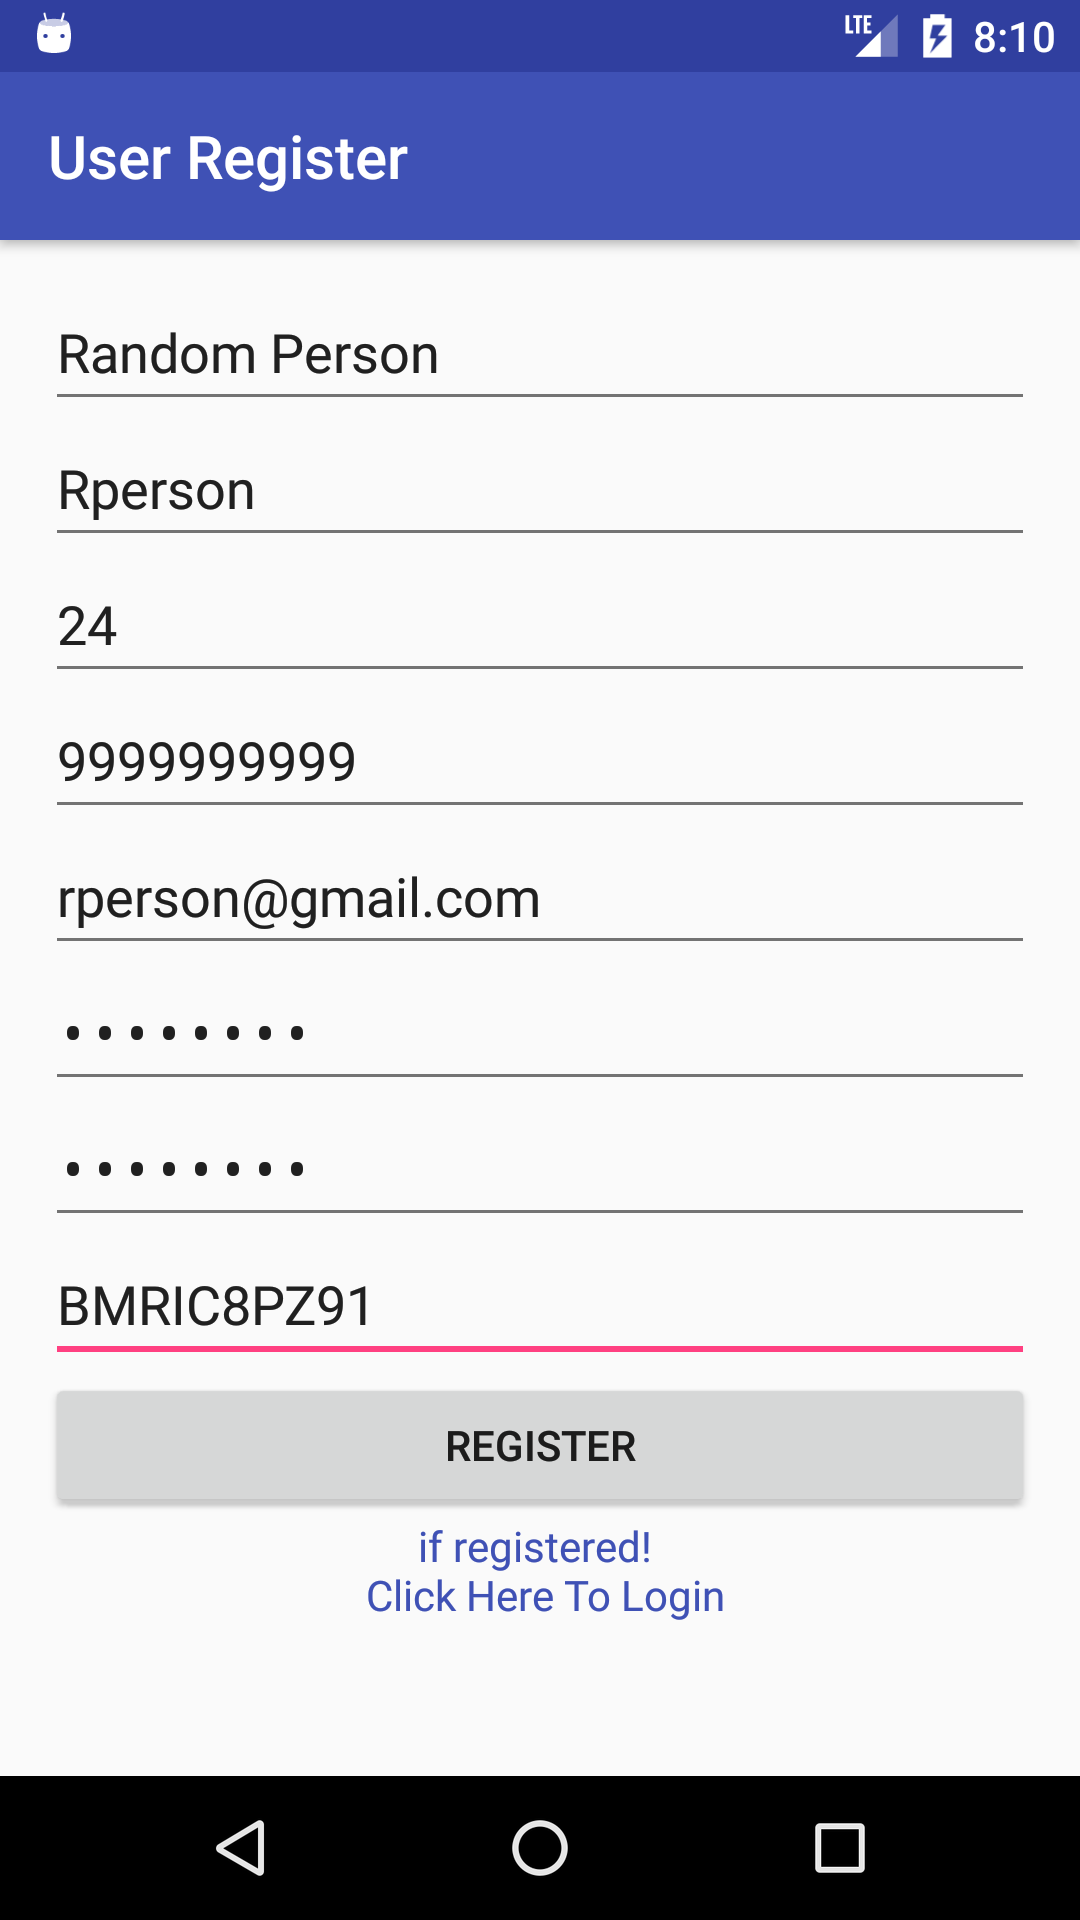 LTE 8:10
User Register
Random Person
Rperson
24
9999999999
rperson@gmail.com
••••••••
••••••••
BMRIC8PZ91
REGISTER
if registered!
Click Here To Login